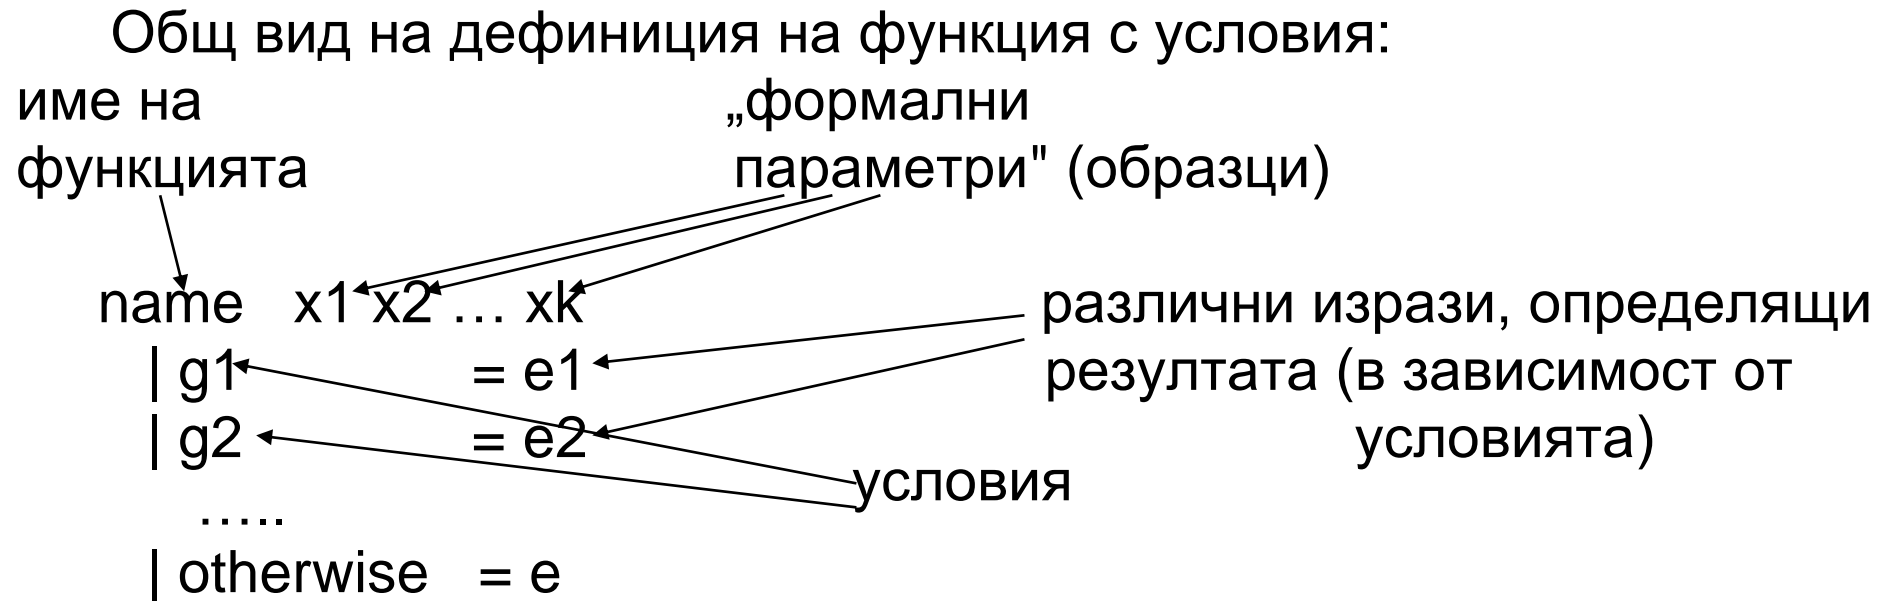 Общ вид на дефиниция на функция с условия:
име на „формални
функцията параметри" (образци)
name x1 x2 … xk различни изрази, определящи
| g1 = e1 резултата (в зависимост от
| g2 = e2 условията)
условия
…..
| otherwise = e